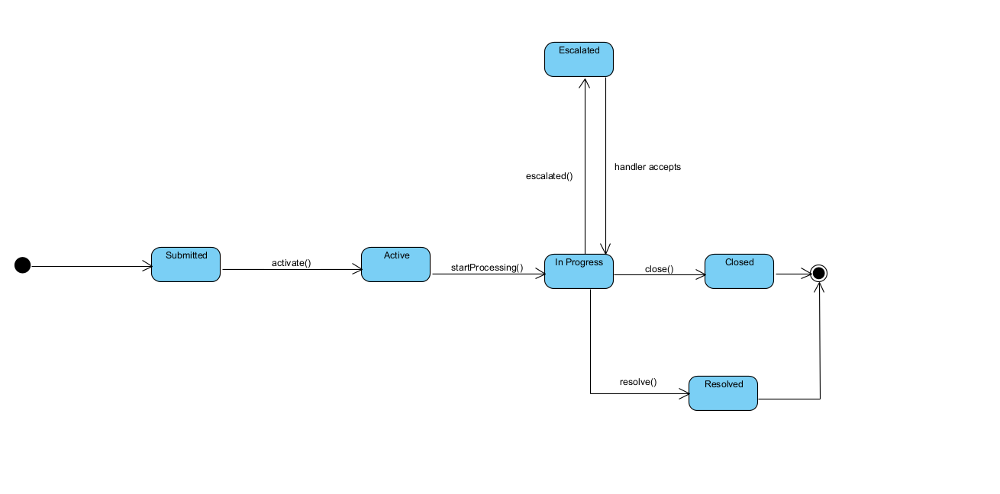 Escalated
escalated()
handler accepts
Submitted
activate()
Active
startProcessing()
In Progress
close()
Closed
resolve()
Resolved